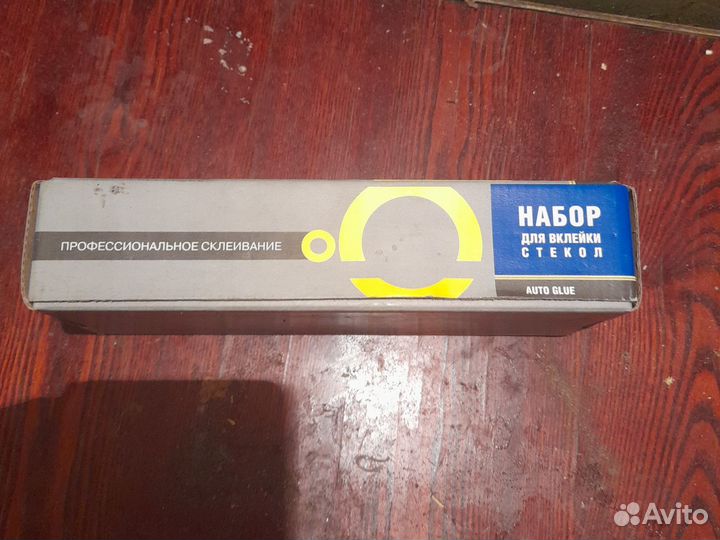 ПРОФЕССИОНАЛЬНОЕ СКЛЕИВАНИЕ
НАБОР
ДЛЯ ВКЛЕЙКИ
СТЕКОЛ
AUTO GLUE
Avito